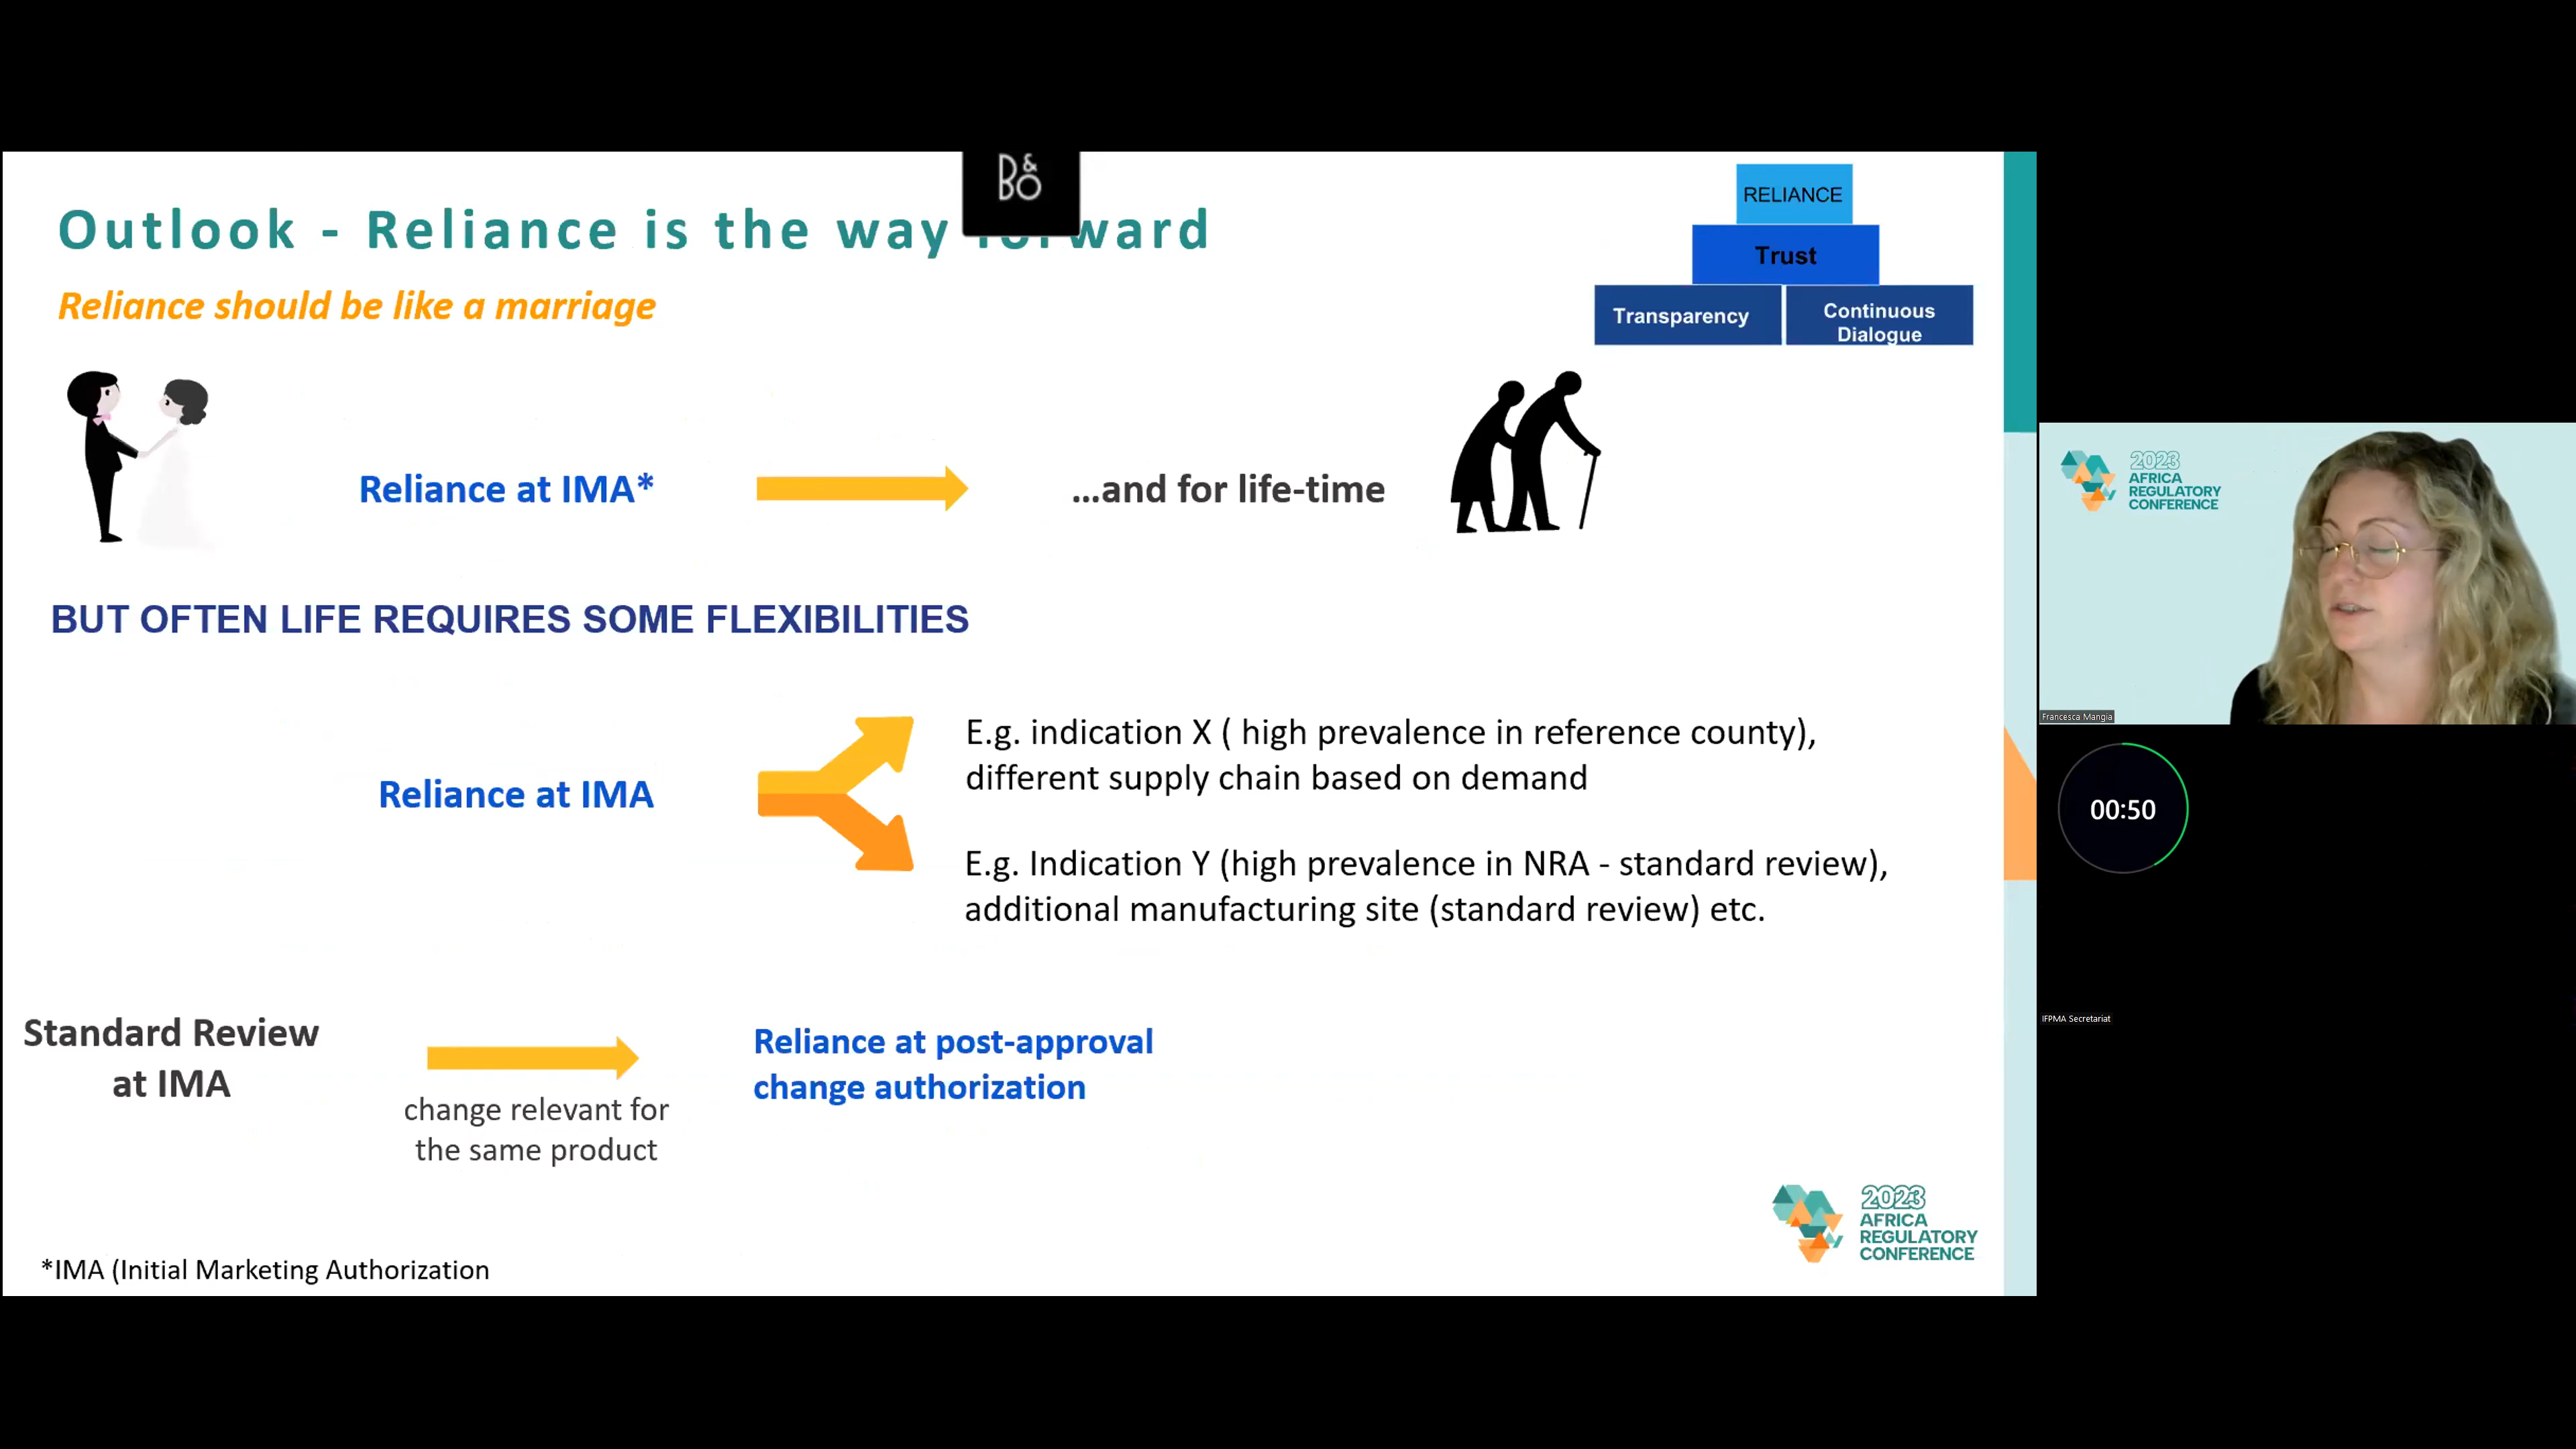 B&O
Outlook - Reliance is the way forward
Reliance should be like a marriage
RELIANCE
Trust
Transparency
Continuous
Dialogue
Reliance at IMA*
...and for life-time
BUT OFTEN LIFE REQUIRES SOME FLEXIBILITIES
Reliance at IMA
E.g. indication X ( high prevalence in reference county),
different supply chain based on demand
E.g. Indication Y (high prevalence in NRA - standard review),
additional manufacturing site (standard review) etc.
Standard Review
at IMA
change relevant for
the same product
Reliance at post-approval
change authorization
*IMA (Initial Marketing Authorization
2023
AFRICA
REGULATORY
CONFERENCE
2023
AFRICA
REGULATORY
CONFERENCE
Francesca Mangia
00:50
IFPMA Secretariat